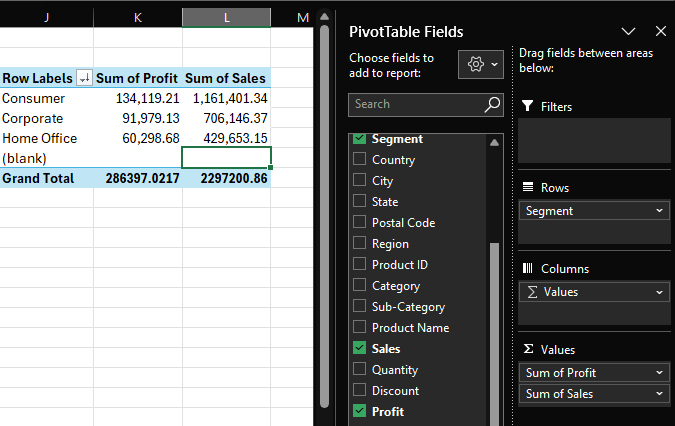 J K L M
Row Labels Sum of Profit Sum of Sales
Consumer 134,119.21 1,161,401.34
Corporate 91,979.13 706,146.37
Home Office 60,298.68 429,653.15
(blank)
Grand Total 286397.0217 2297200.86
PivotTable Fields
Choose fields to
add to report:
Search
Segment
Country
City
State
Postal Code
Region
Product ID
Category
Sub-Category
Product Name
Sales
Quantity
Discount
Profit
Drag fields between areas
below:
Filters
Rows
Segment
Columns
Σ Values
Σ Values
Sum of Profit
Sum of Sales